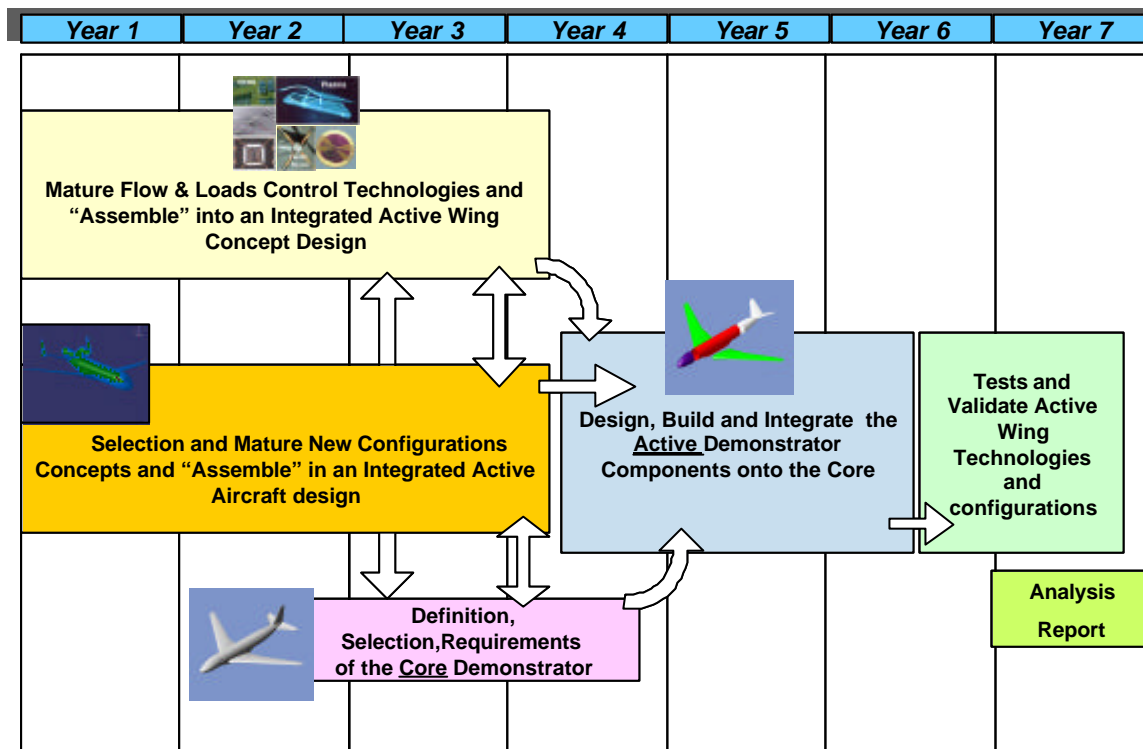 Year 1 Year 2 Year 3 Year 4 Year 5 Year 6 Year 7
Mature Flow & Loads Control Technologies and
“Assemble” into an Integrated Active Wing
Concept Design
Selection and Mature New Configurations
Concepts and “Assemble” in an Integrated Active
Aircraft design
Definition,
Selection,Requirements
of the Core Demonstrator
Design, Build and Integrate the
Active Demonstrator
Components onto the Core
Tests and
Validate Active
Wing
Technologies
and
configurations
Analysis
Report